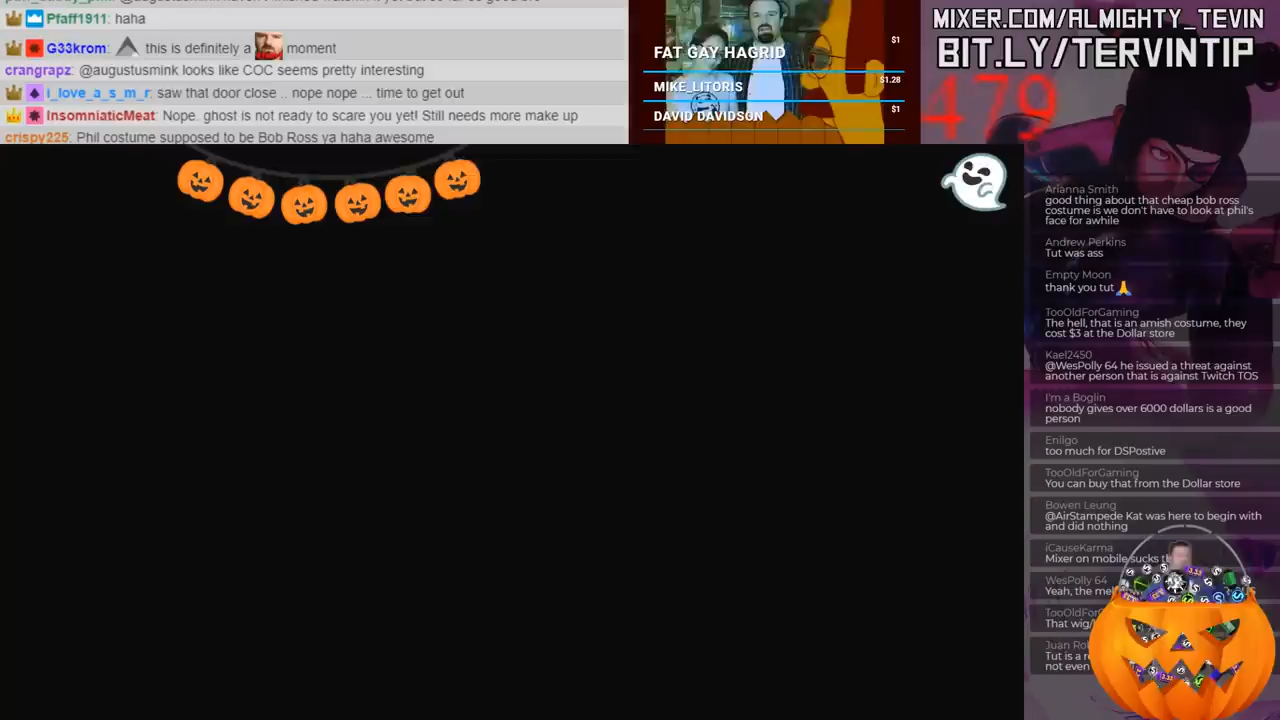 Pfaff1911: haha
G33krom: this is definitely a moment
crangrapz: @augustusmink looks like COC seems pretty interesting
i_love_a_s_m_r: saw that door close .. nope nope ... time to get out
InsomniaticMeat: Nope. ghost is not ready to scare you yet! Still needs more make up
crispy225: Phil costume supposed to be Bob Ross ya haha awesome
FAT GAY HAGRID $1
MIKE_LITORIS $1.28
DAVID DAVIDSON $1
MIXER.COM/ALMIGHTY_TEVIN
BIT.LY/TERVINTIP
479
Arianna Smith
good thing about that cheap bob ross
costume is we don't have to look at phil's
face for awhile
Andrew Perkins
Tut was ass
Empty Moon
thank you tut 🙏
TooOldForGaming
The hell, that is an amish costume, they
cost $3 at the Dollar store
Kael2450
@WesPolly 64 he issued a threat against
another person that is against Twitch TOS
I'm a Boglin
nobody gives over 6000 dollars is a good
person
Enilgo
too much for DSPostive
TooOldForGaming
You can buy that from the Dollar store
Bowen Leung
@AirStampede Kat was here to begin with
and did nothing
iCauseKarma
Mixer on mobile sucks
WesPolly 64
Yeah, the
TooOldFor
That wig/
Juan
Tut is a
not even